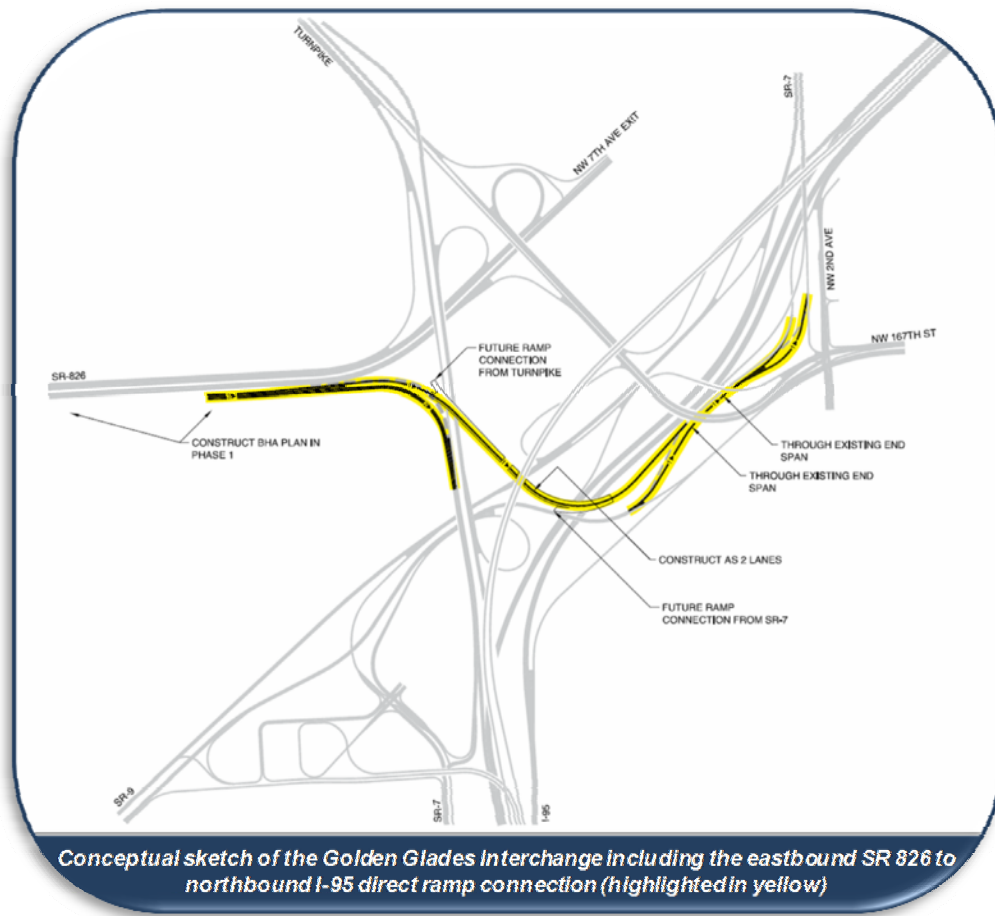 TURNPIKE
SR-7
NW 7TH AVE EXIT
NW 2ND AVE
NW 167TH ST
FUTURE RAMP
CONNECTION
FROM TURNPIKE
SR-826
CONSTRUCT BHA PLAN IN
PHASE 1
THROUGH EXISTING END
SPAN
THROUGH EXISTING END
SPAN
CONSTRUCT AS 2 LANES
FUTURE RAMP
CONNECTION FROM SR-7
SR-9
SR-7
I-95
Conceptual sketch of the Golden Glades Interchange including the eastbound SR 826 to
northbound I-95 direct ramp connection (highlighted in yellow)